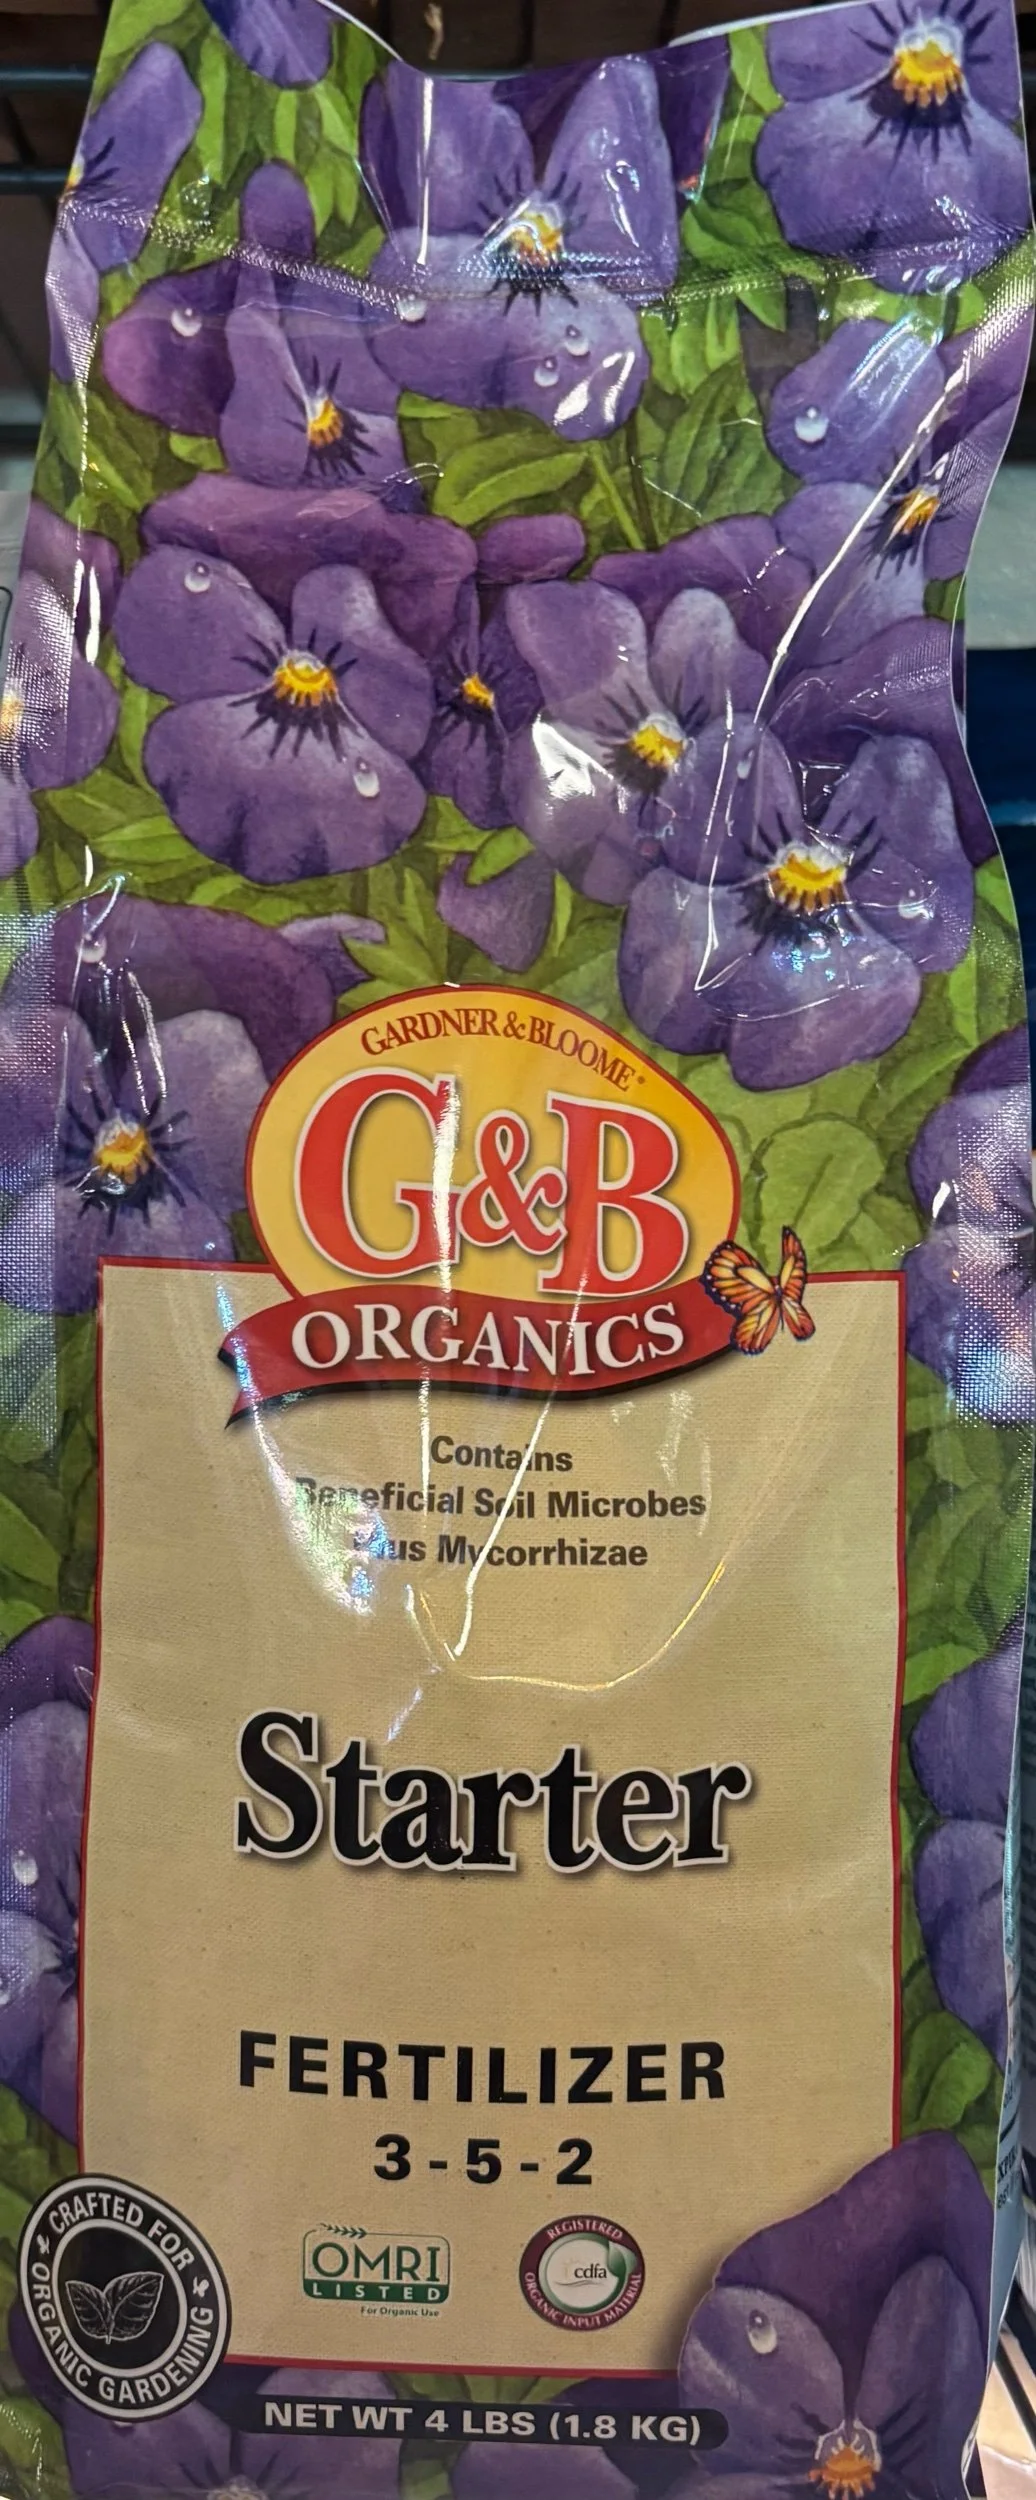 GARDNER & BLOOME®
G&B
ORGANICS
Contains
Beneficial Soil Microbes
Plus Mycorrhizae
Starter
FERTILIZER
3-5-2
OMRI
LISTED
For Organic Use
REGISTERED
cdfa
ORGANIC INPUT MATERIAL
CRAFTED FOR
ORGANIC GARDENING
NET WT 4 LBS (1.8 KG)